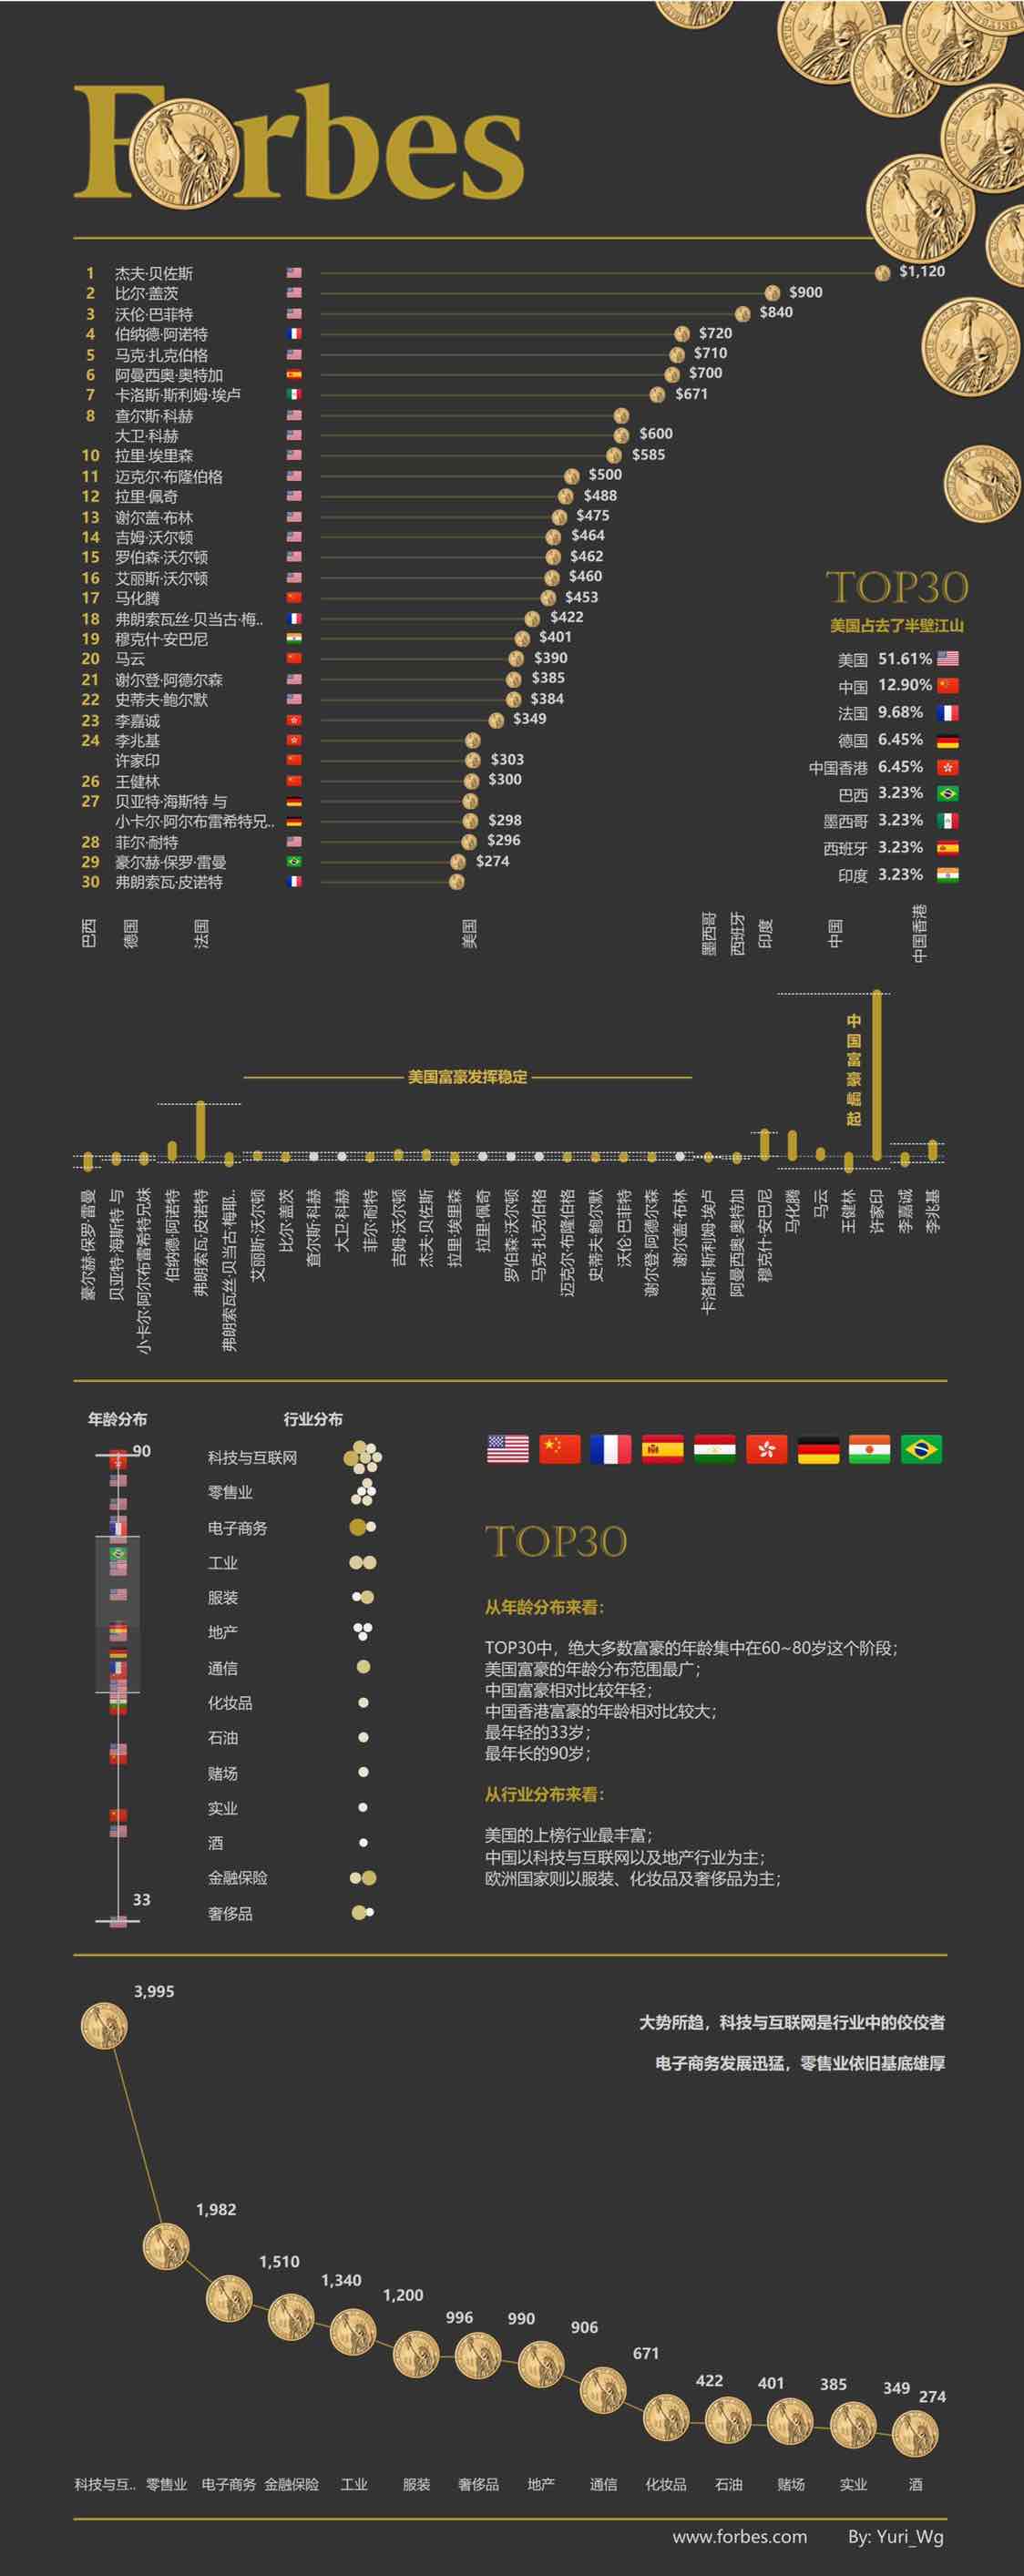 Forbes
1 杰夫·贝佐斯 $1,120
2 比尔·盖茨 $900
3 沃伦·巴菲特 $840
4 伯纳德·阿诺特 $720
5 马克·扎克伯格 $710
6 阿曼西奥·奥特加 $700
7 卡洛斯·斯利姆·埃卢 $671
8 查尔斯·科赫
大卫·科赫 $600
10 拉里·埃里森 $585
11 迈克尔·布隆伯格 $500
12 拉里·佩奇 $488
13 谢尔盖·布林 $475
14 吉姆·沃尔顿 $464
15 罗伯森·沃尔顿 $462
16 艾丽斯·沃尔顿 $460
17 马化腾 $453
18 弗朗索瓦丝·贝当古·梅.. $422
19 穆克什·安巴尼 $401
20 马云 $390
21 谢尔登·阿德尔森 $385
22 史蒂夫·鲍尔默 $384
23 李嘉诚 $349
24 李兆基
许家印 $303
26 王健林 $300
27 贝亚特·海斯特 与
小卡尔·阿尔布雷希特兄.. $298
28 菲尔·耐特 $296
29 豪尔赫·保罗·雷曼 $274
30 弗朗索瓦·皮诺特
TOP30
美国占去了半壁江山
美国 51.61%
中国 12.90%
法国 9.68%
德国 6.45%
中国香港 6.45%
巴西 3.23%
墨西哥 3.23%
西班牙 3.23%
印度 3.23%
巴西 德国 法国 美国 墨西哥 西班牙 印度 中国 中国香港
中国富豪崛起
美国富豪发挥稳定
豪尔赫·保罗·雷曼
贝亚特·海斯特 与
小卡尔·阿尔布雷希特兄妹
伯纳德·阿诺特
弗朗索瓦·皮诺特
弗朗索瓦丝·贝当古·梅耶..
艾丽斯·沃尔顿
比尔·盖茨
查尔斯·科赫
大卫·科赫
菲尔·耐特
吉姆·沃尔顿
杰夫·贝佐斯
拉里·埃里森
拉里·佩奇
罗伯森·沃尔顿
马克·扎克伯格
迈克尔·布隆伯格
史蒂夫·鲍尔默
沃伦·巴菲特
谢尔登·阿德尔森
谢尔盖·布林
卡洛斯·斯利姆·埃卢
阿曼西奥·奥特加
穆克什·安巴尼
马化腾
马云
王健林
许家印
李嘉诚
李兆基
年龄分布
90
33
行业分布
科技与互联网
零售业
电子商务
工业
服装
地产
通信
化妆品
石油
赌场
实业
酒
金融保险
奢侈品
TOP30
从年龄分布来看：
TOP30中，绝大多数富豪的年龄集中在60~80岁这个阶段；
美国富豪的年龄分布范围最广；
中国富豪相对比较年轻；
中国香港富豪的年龄相对比较大；
最年轻的33岁；
最年长的90岁；
从行业分布来看：
美国的上榜行业最丰富；
中国以科技与互联网以及地产行业为主；
欧洲国家则以服装、化妆品及奢侈品为主；
大势所趋，科技与互联网是行业中的佼佼者
电子商务发展迅猛，零售业依旧基底雄厚
3,995
1,982
1,510
1,340
1,200
996
990
906
671
422
401
385
349
274
科技与互.. 零售业 电子商务 金融保险 工业 服装 奢侈品 地产 通信 化妆品 石油 赌场 实业 酒
www.forbes.com By: Yuri_Wg